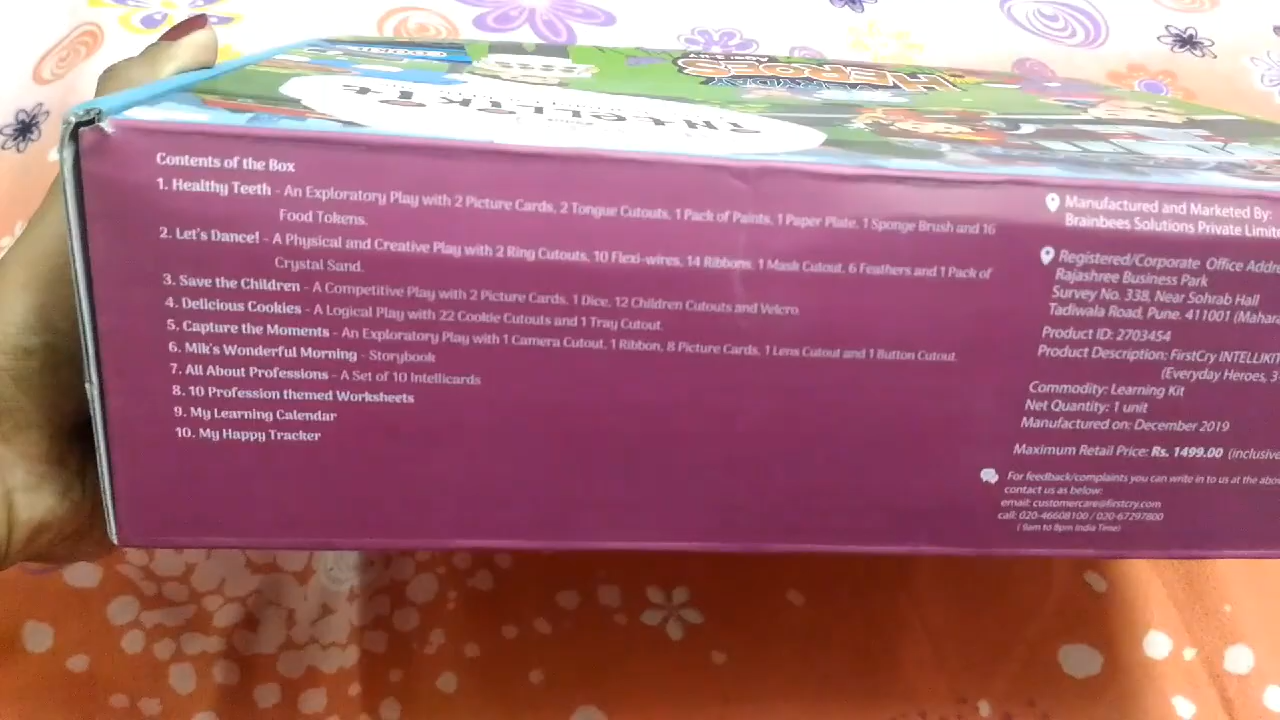 EVERYDAY
HEROES
INTELLIKIT
Contents of the Box
1. Healthy Teeth - An Exploratory Play with 2 Picture Cards, 2 Tongue Cutouts, 1 Pack of Paints, 1 Paper Plate, 1 Sponge Brush and 16
Food Tokens.
2. Let's Dance! - A Physical and Creative Play with 2 Ring Cutouts, 10 Flexi-wires, 14 Ribbons, 1 Mask Cutout, 6 Feathers and 1 Pack of
Crystal Sand.
3. Save the Children - A Competitive Play with 2 Picture Cards, 1 Dice, 12 Children Cutouts and Velcro
4. Delicious Cookies - A Logical Play with 22 Cookie Cutouts and 1 Tray Cutout.
5. Capture the Moments - An Exploratory Play with 1 Camera Cutout, 1 Ribbon, 8 Picture Cards, 1 Lens Cutout and 1 Button Cutout.
6. Mik's Wonderful Morning - Storybook
7. All About Professions - A Set of 10 Intellicards
8. 10 Profession themed Worksheets
9. My Learning Calendar
10. My Happy Tracker
Manufactured and Marketed By:
Brainbees Solutions Private Limite
Registered/Corporate Office Addre
Rajashree Business Park
Survey No. 338, Near Sohrab Hall
Tadiwala Road, Pune. 411001 (Mahara
Product ID: 2703454
Product Description: FirstCry INTELLIKIT
(Everyday Heroes, 3-
Commodity: Learning Kit
Net Quantity: 1 unit
Manufactured on: December 2019
Maximum Retail Price: Rs. 1499.00 (inclusive
For feedback/complaints you can write in to us at the abov
contact us as below:
email: customercare@firstcry.com
call: 020-46608100 / 020-67297800
( 9am to 8pm India Time)